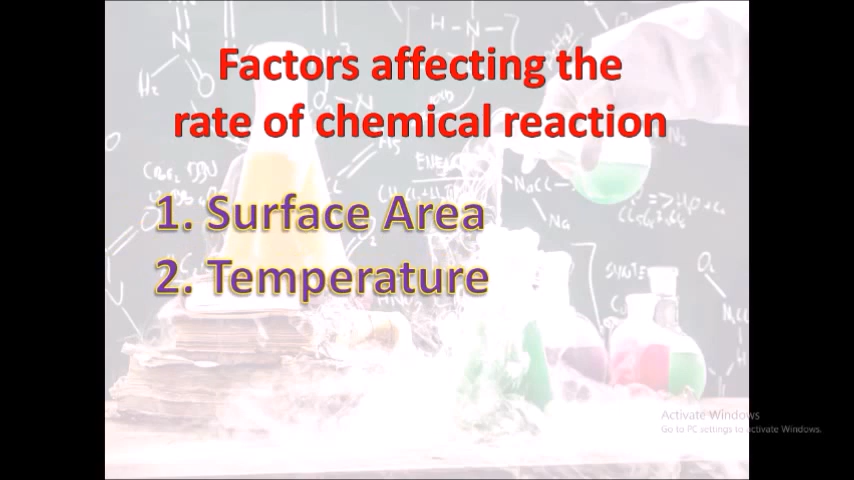 Factors affecting the
rate of chemical reaction
1. Surface Area
2. Temperature
Activate Windows
Go to PC settings to activate Windows.